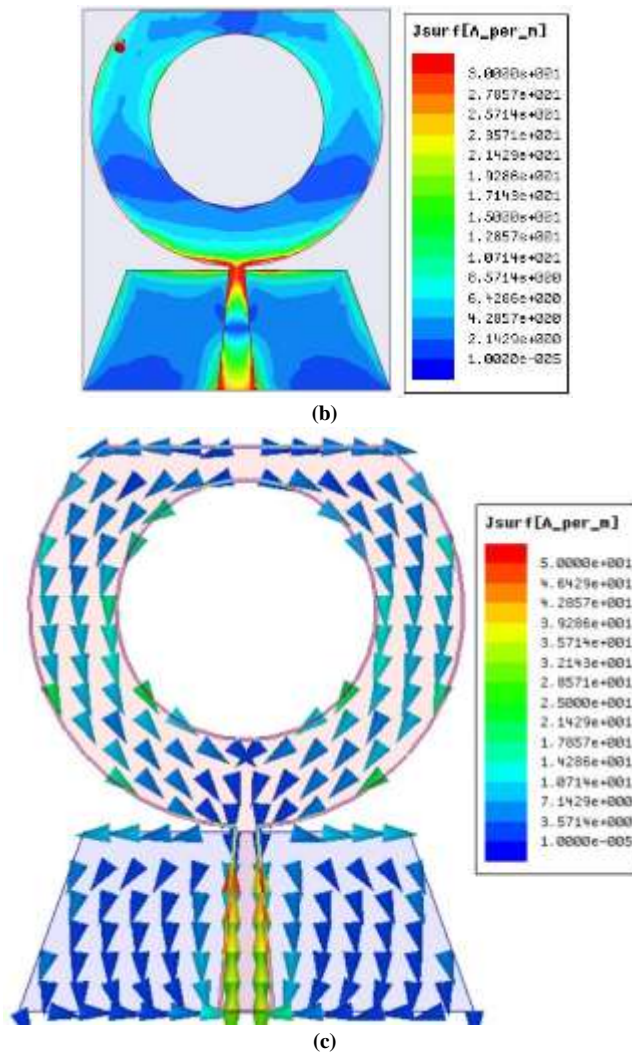 Jsurf[A_per_m]
3.0000e+001
2.7857e+001
2.5714e+001
2.3571e+001
2.1429e+001
1.9286e+001
1.7143e+001
1.5000e+001
1.2857e+001
1.0714e+001
8.5714e+000
6.4286e+000
4.2857e+000
2.1429e+000
1.0000e-005
(b)
Jsurf[A_per_m]
5.0000e+001
4.6429e+001
4.2857e+001
3.9286e+001
3.5714e+001
3.2143e+001
2.8571e+001
2.5000e+001
2.1429e+001
1.7857e+001
1.4286e+001
1.0714e+001
7.1429e+000
3.5714e+000
1.0000e-005
(c)